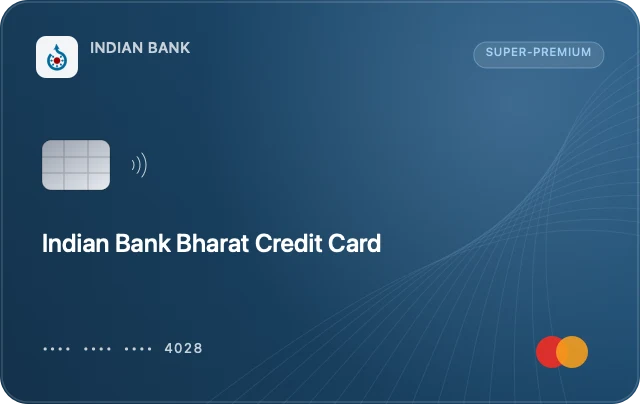 INDIAN BANK
SUPER-PREMIUM
Indian Bank Bharat Credit Card
•••• •••• •••• 4028